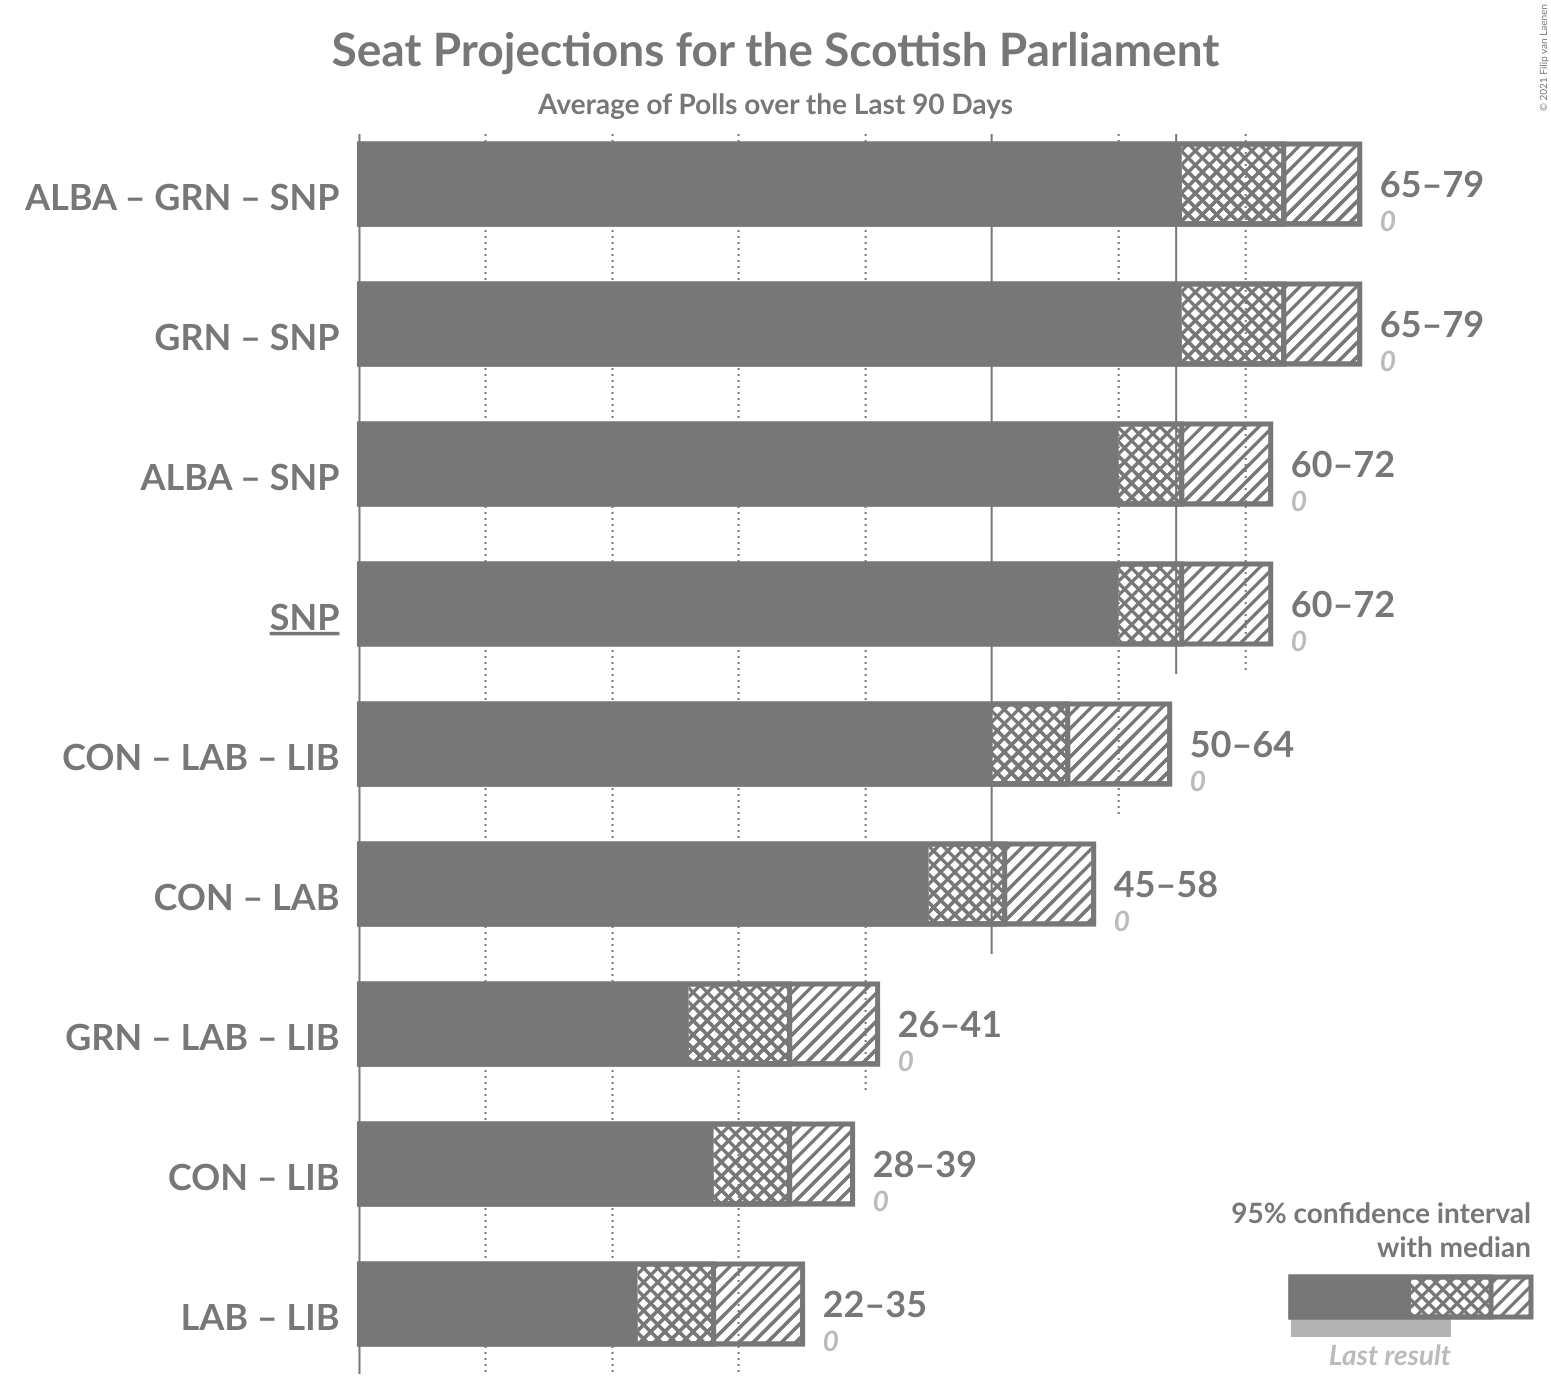 Seat Projections for the Scottish Parliament
Average of Polls over the Last 90 Days
© 2021 Filip van Laenen
ALBA – GRN – SNP
65–79
0
GRN – SNP
65–79
0
ALBA – SNP
60–72
0
SNP
60–72
0
CON – LAB – LIB
50–64
0
CON – LAB
45–58
0
GRN – LAB – LIB
26–41
0
CON – LIB
28–39
0
LAB – LIB
22–35
0
95% confidence interval
with median
Last result